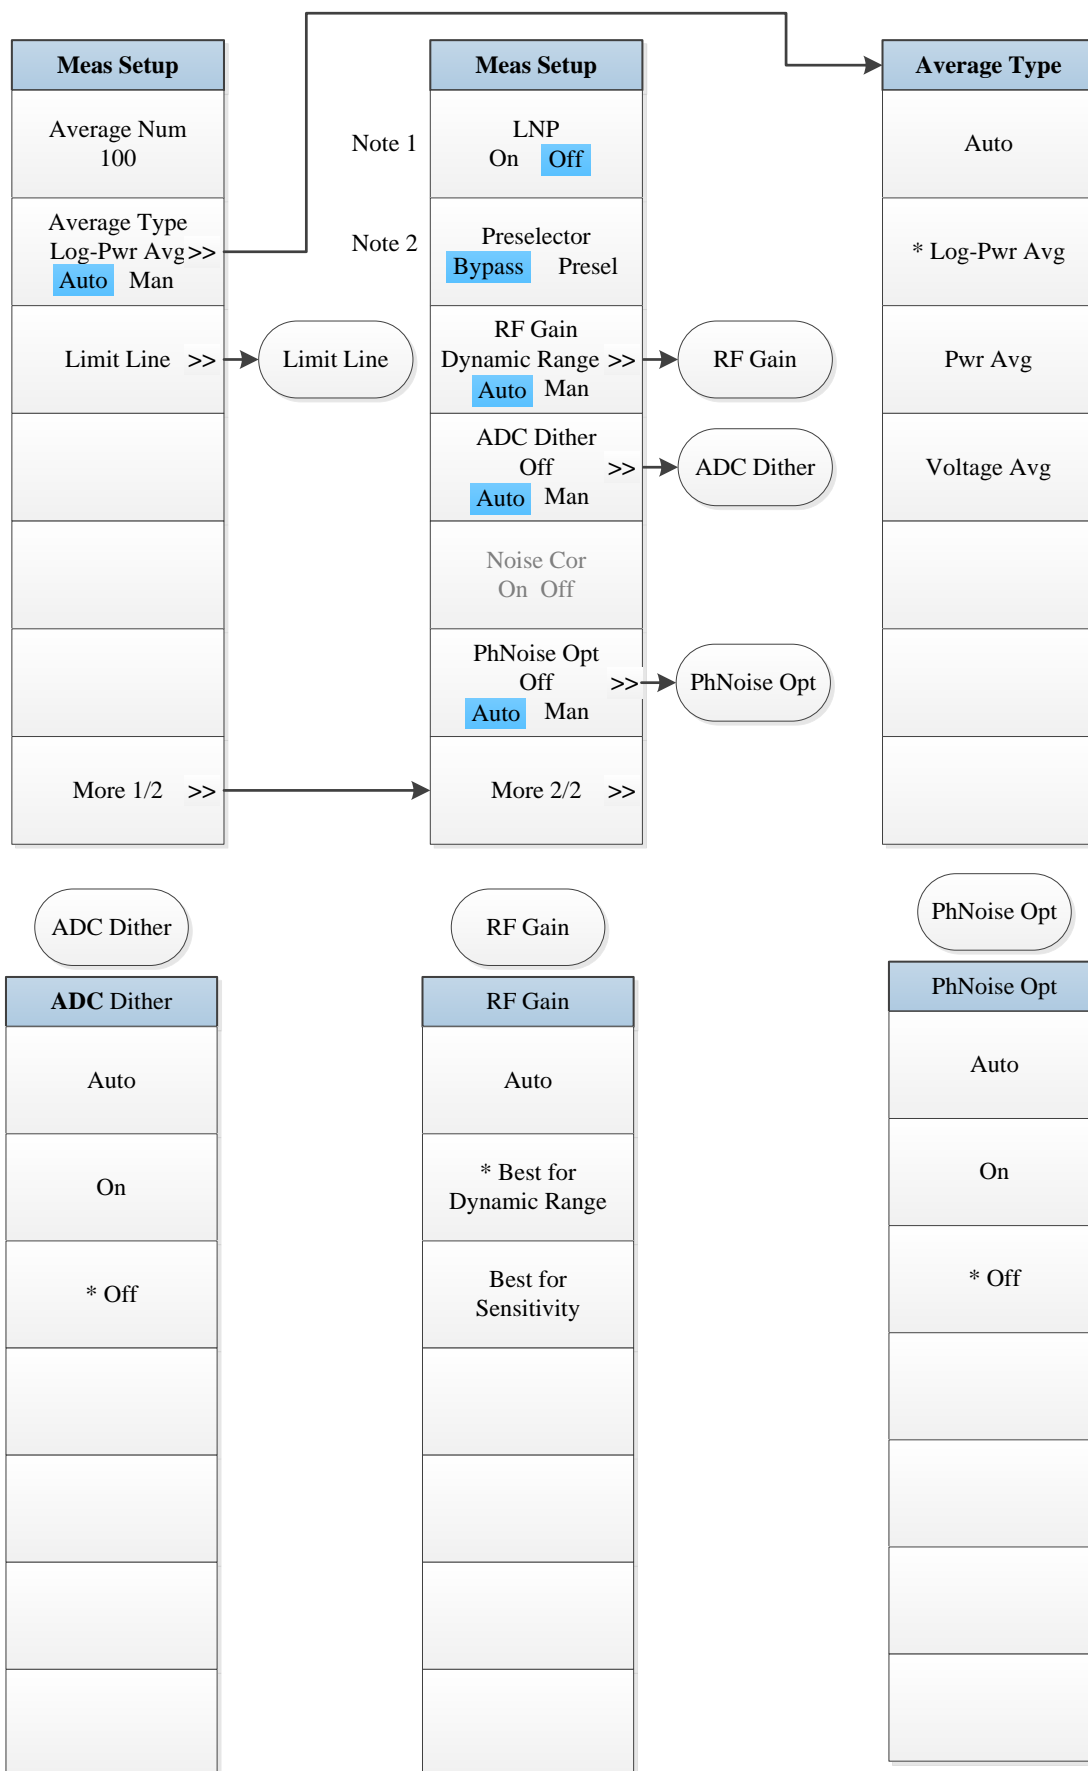 Meas Setup
Average Num
100
Average Type
Log-Pwr Avg >>
Auto Man
Limit Line >>
Limit Line
More 1/2 >>
Meas Setup
Note 1
LNP
On Off
Note 2
Preselector
Bypass Presel
RF Gain
Dynamic Range >>
Auto Man
RF Gain
ADC Dither
Off >>
Auto Man
ADC Dither
Noise Cor
On Off
PhNoise Opt
Off >>
Auto Man
PhNoise Opt
More 2/2 >>
Average Type
Auto
* Log-Pwr Avg
Pwr Avg
Voltage Avg
ADC Dither
ADC Dither
Auto
On
* Off
RF Gain
RF Gain
Auto
* Best for
Dynamic Range
Best for
Sensitivity
PhNoise Opt
PhNoise Opt
Auto
On
* Off